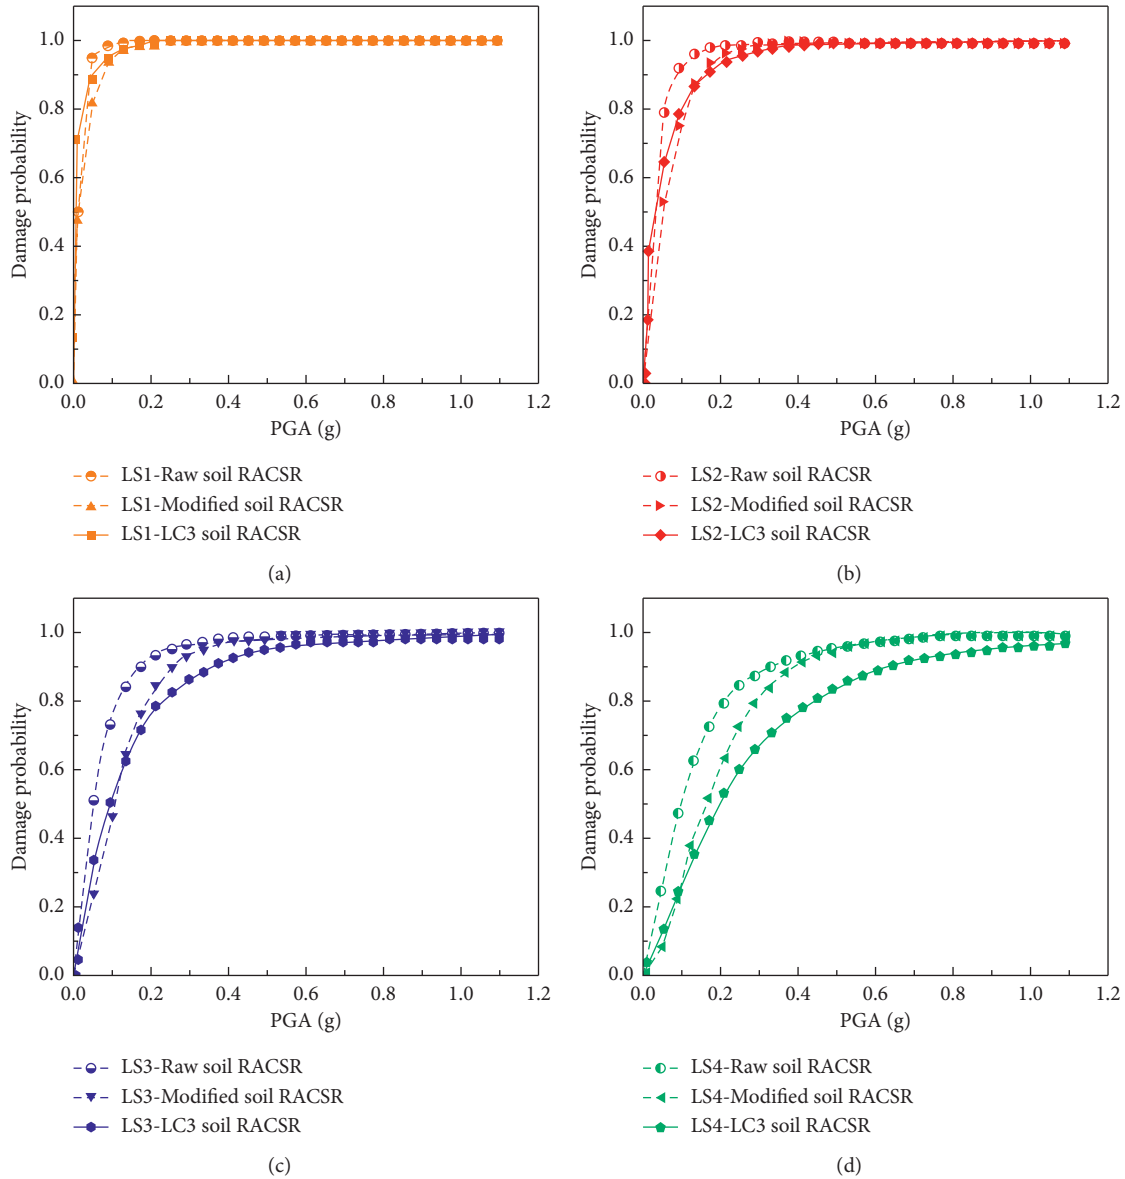 1.0
0.8
0.6
0.4
0.2
0.0
Damage probability
0.0 0.2 0.4 0.6 0.8 1.0 1.2
PGA (g)
LS1-Raw soil RACSR
LS1-Modified soil RACSR
LS1-LC3 soil RACSR
(a)
1.0
0.8
0.6
0.4
0.2
0.0
Damage probability
0.0 0.2 0.4 0.6 0.8 1.0 1.2
PGA (g)
LS2-Raw soil RACSR
LS2-Modified soil RACSR
LS2-LC3 soil RACSR
(b)
1.0
0.8
0.6
0.4
0.2
0.0
Damage probability
0.0 0.2 0.4 0.6 0.8 1.0 1.2
PGA (g)
LS3-Raw soil RACSR
LS3-Modified soil RACSR
LS3-LC3 soil RACSR
(c)
1.0
0.8
0.6
0.4
0.2
0.0
Damage probability
0.0 0.2 0.4 0.6 0.8 1.0 1.2
PGA (g)
LS4-Raw soil RACSR
LS4-Modified soil RACSR
LS4-LC3 soil RACSR
(d)